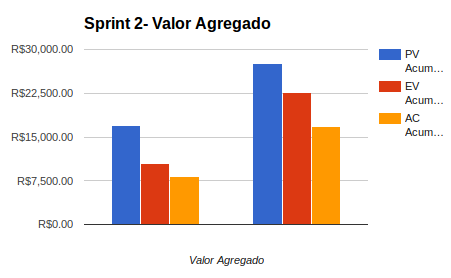 Sprint 2- Valor Agregado
R$30,000.00
R$22,500.00
R$15,000.00
R$7,500.00
R$0.00
PV
Acum...
EV
Acum...
AC
Acum...
Valor Agregado